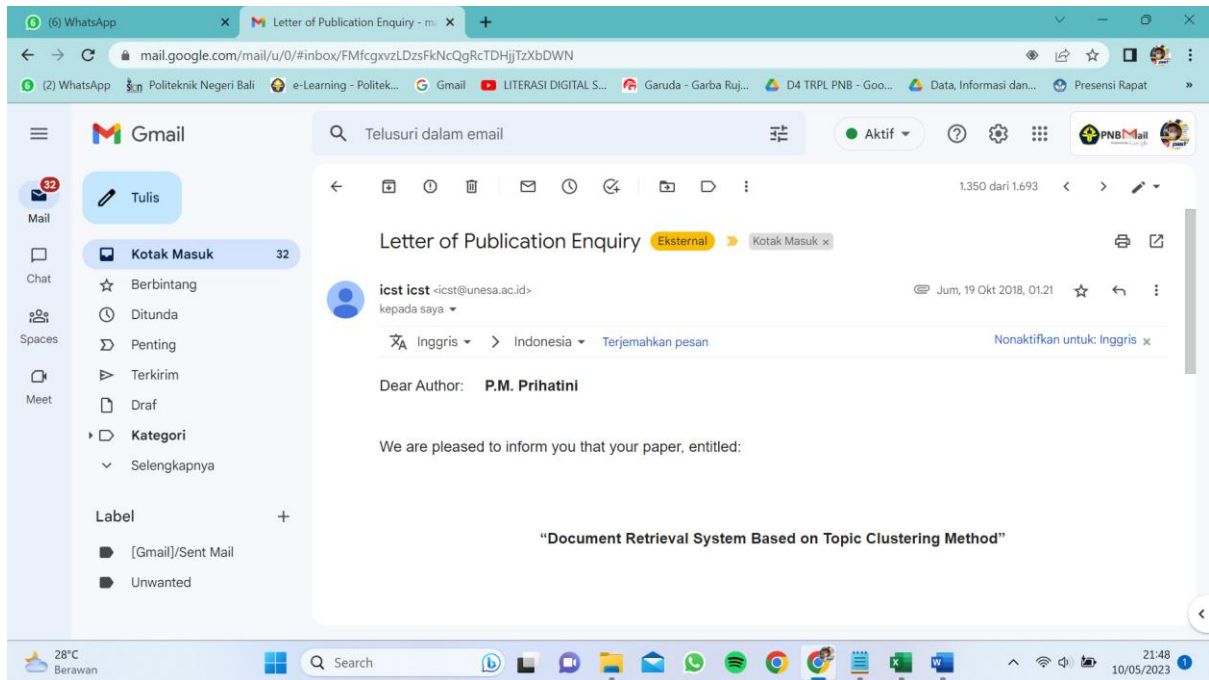 (6) WhatsApp
Letter of Publication Enquiry - m
mail.google.com/mail/u/0/#inbox/FMfcgxvzLDzsFkNcQgRcTDHjjTzXbDWN
(2) WhatsApp
Politeknik Negeri Bali
e-Learning - Politek...
Gmail
LITERASI DIGITAL S...
Garuda - Garba Ruj...
D4 TRPL PNB - Goo...
Data, Informasi dan...
Presensi Rapat
»
Gmail
Telusuri dalam email
Aktif
PNBMail
32
Mail
Chat
Spaces
Meet
Tulis
Kotak Masuk 32
Berbintang
Ditunda
Penting
Terkirim
Draf
Kategori
Selengkapnya
Label
[Gmail]/Sent Mail
Unwanted
1.350 dari 1.693
Letter of Publication Enquiry Eksternal Kotak Masuk x
icst icst <icst@unesa.ac.id>
Jum, 19 Okt 2018, 01.21
kepada saya
Inggris > Indonesia Terjemahkan pesan
Nonaktifkan untuk: Inggris x
Dear Author: P.M. Prihatini
We are pleased to inform you that your paper, entitled:
“Document Retrieval System Based on Topic Clustering Method”
28°C
Berawan
Search
21:48
10/05/2023
1